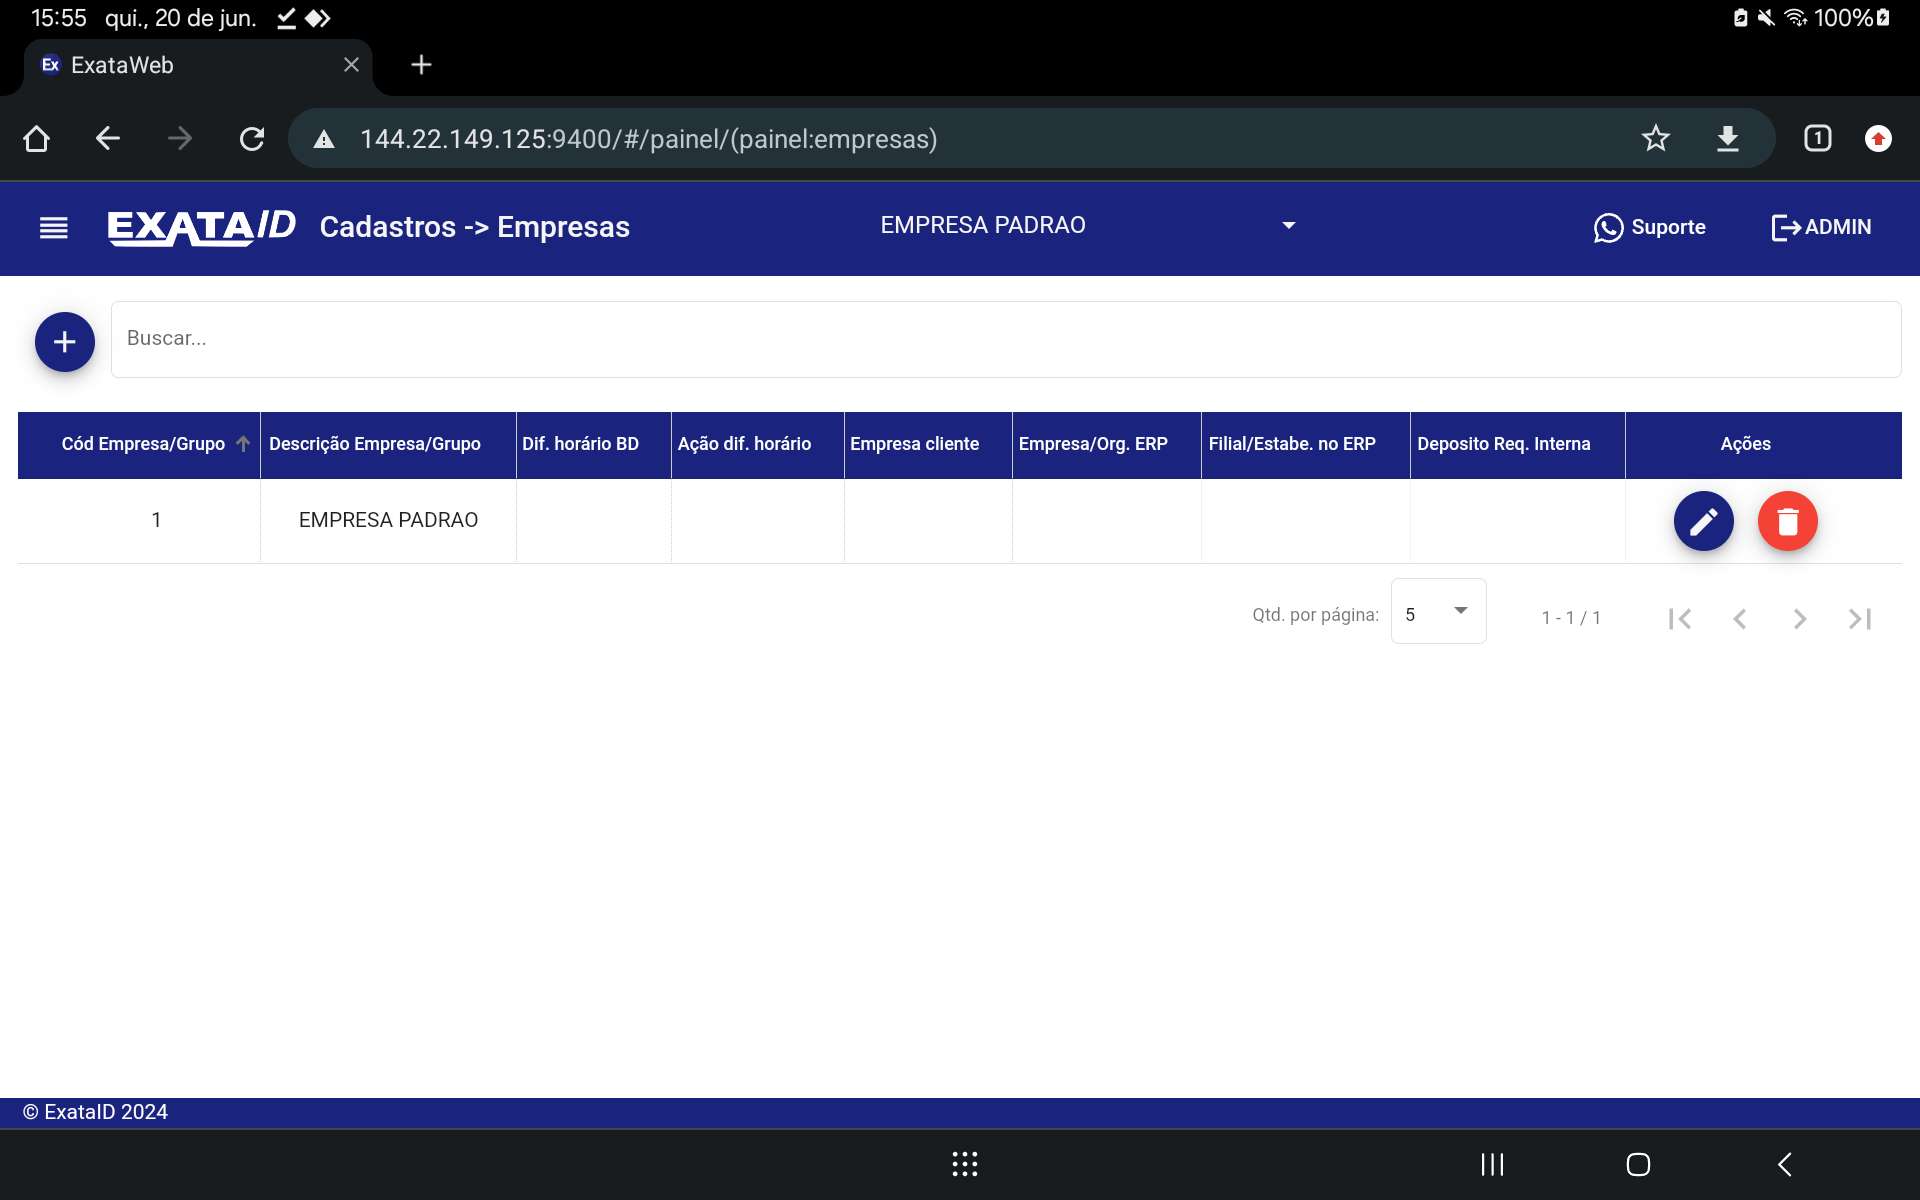 15:55 qui., 20 de jun. 100%
Ex ExataWeb
144.22.149.125:9400/#/painel/(painel:empresas) 1
EXATAID Cadastros -> Empresas EMPRESA PADRAO Suporte ADMIN
Buscar...
Cód Empresa/Grupo Descrição Empresa/Grupo Dif. horário BD Ação dif. horário Empresa cliente Empresa/Org. ERP Filial/Estabe. no ERP Deposito Req. Interna Ações
1 EMPRESA PADRAO
Qtd. por página: 5 1 - 1 / 1
© ExataID 2024